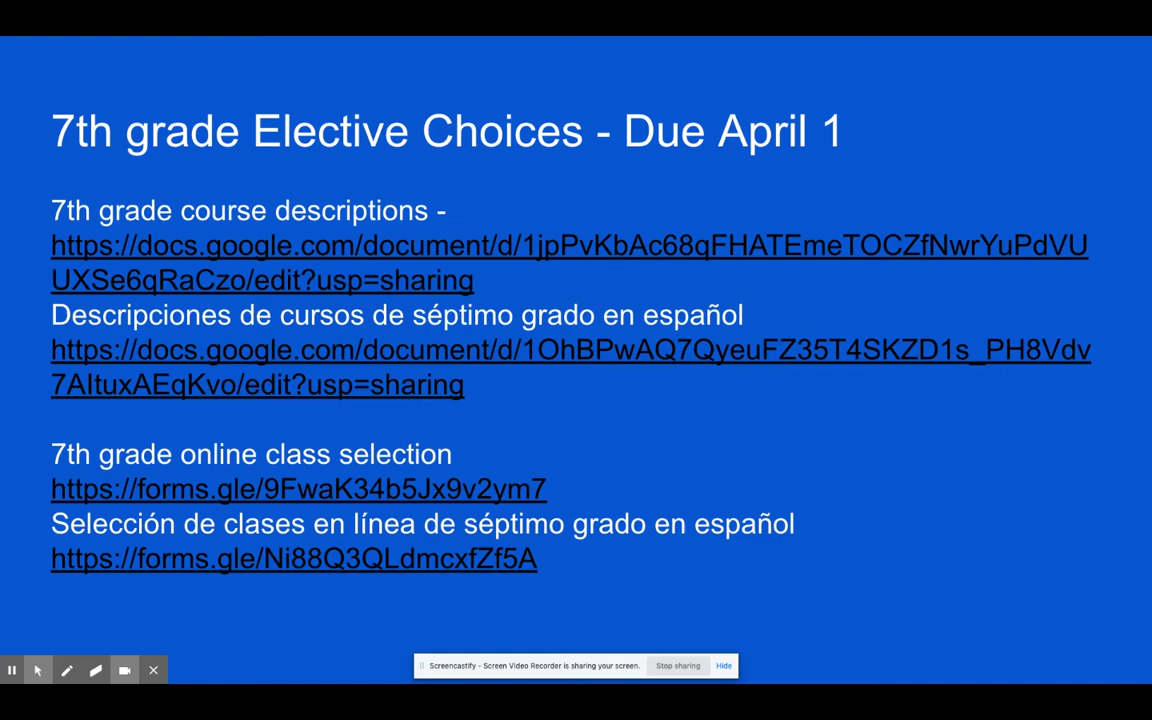 7th grade Elective Choices - Due April 1
7th grade course descriptions -
https://docs.google.com/document/d/1jpPvKbAc68qFHATEmeTOCZfNwrYuPdVU
UXSe6qRaCzo/edit?usp=sharing
Descripciones de cursos de séptimo grado en español
https://docs.google.com/document/d/1OhBPwAQ7QyeuFZ35T4SKZD1s_PH8Vdv
7AItuxAEqKvo/edit?usp=sharing
7th grade online class selection
https://forms.gle/9FwaK34b5Jx9v2ym7
Selección de clases en línea de séptimo grado en español
https://forms.gle/Ni88Q3QLdmcxfZf5A
Screencastify - Screen Video Recorder is sharing your screen. Stop sharing Hide